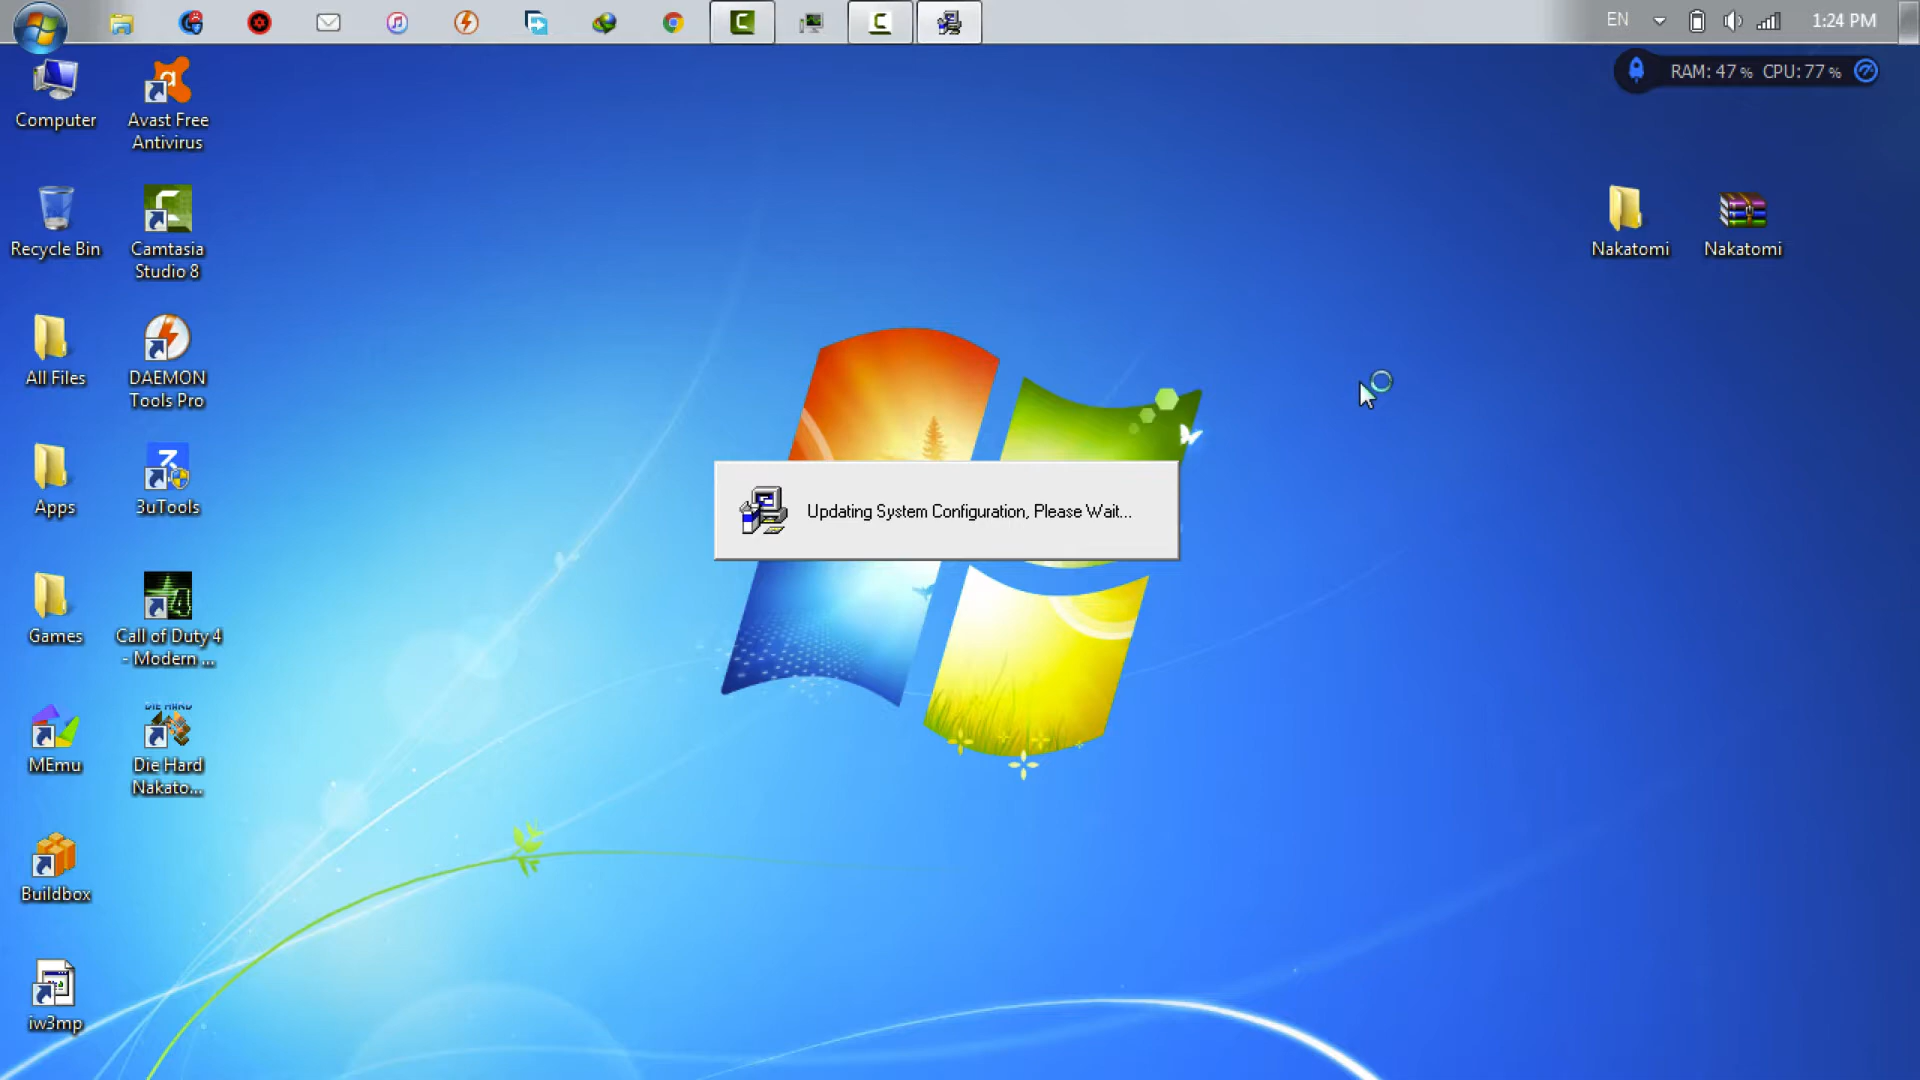 EN
1:24 PM
RAM: 47 % CPU: 77 %
Computer
Avast Free
Antivirus
Recycle Bin
Camtasia
Studio 8
Nakatomi
Nakatomi
All Files
DAEMON
Tools Pro
Apps
3uTools
Updating System Configuration, Please Wait...
Games
Call of Duty 4
- Modern ...
MEmu
DIE HARD
Die Hard
Nakato...
Buildbox
iw3mp